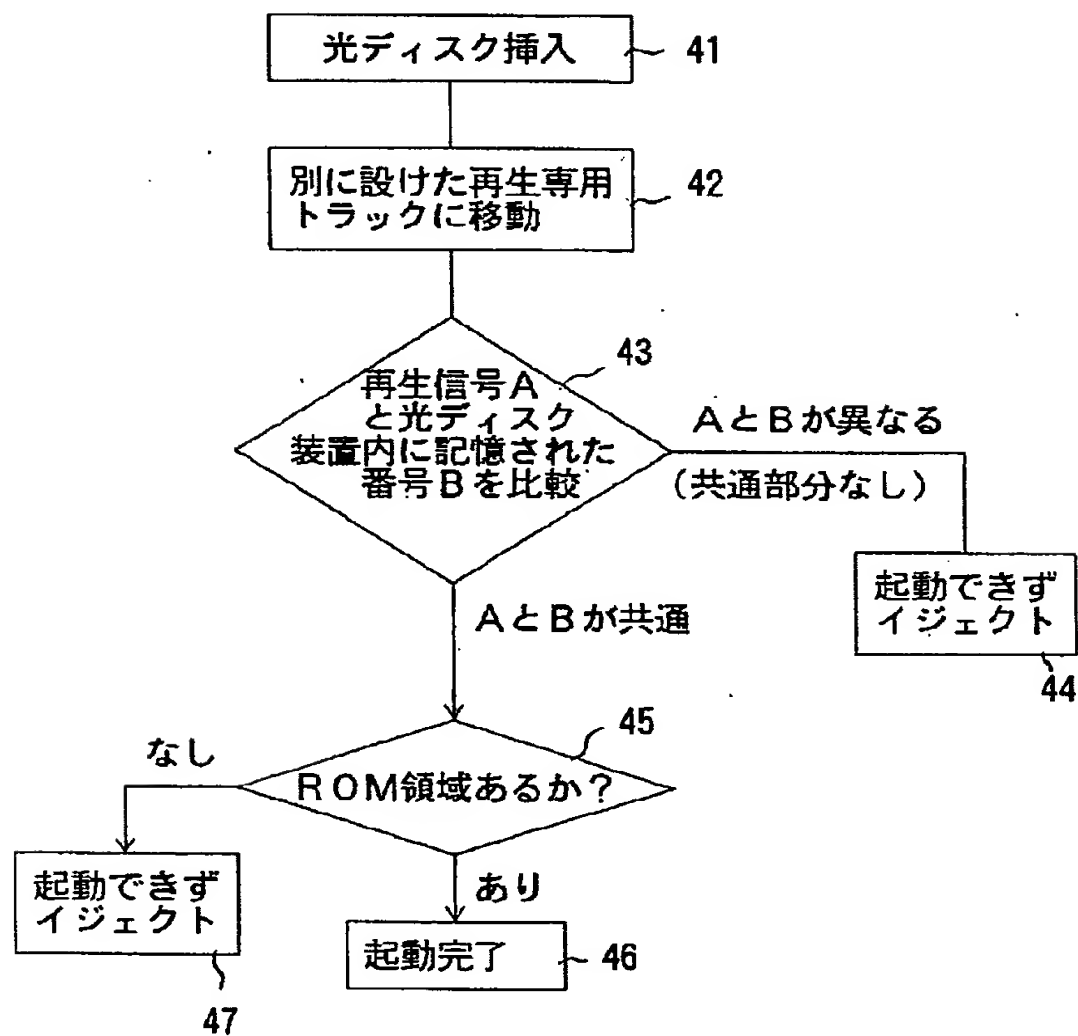 光ディスク挿入
41
別に設けた再生専用
トラックに移動
42
再生信号A
と光ディスク
装置内に記憶された
番号Bを比較
43
AとBが異なる
(共通部分なし)
起動できず
イジェクト
44
AとBが共通
45
ROM領域あるか?
なし
起動できず
イジェクト
47
あり
起動完了
46